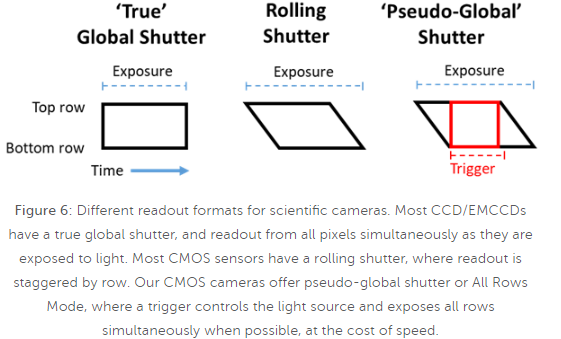 ‘True’ Global Shutter
Rolling Shutter
‘Pseudo-Global’ Shutter
Exposure
Exposure
Exposure
Top row
Bottom row
Time
Trigger
Figure 6: Different readout formats for scientific cameras. Most CCD/EMCCDs
have a true global shutter, and readout from all pixels simultaneously as they are
exposed to light. Most CMOS sensors have a rolling shutter, where readout is
staggered by row. Our CMOS cameras offer pseudo-global shutter or All Rows
Mode, where a trigger controls the light source and exposes all rows
simultaneously when possible, at the cost of speed.